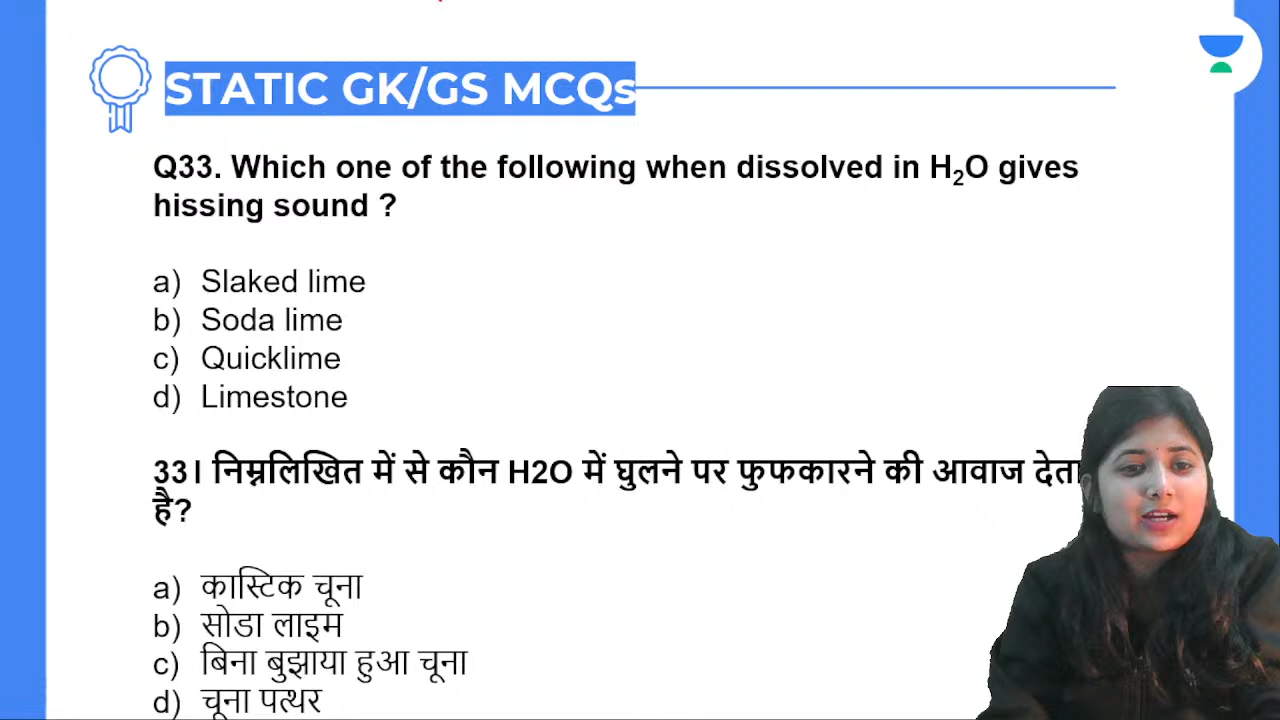 STATIC GK/GS MCQs
Q33. Which one of the following when dissolved in H₂O gives
hissing sound ?
a) Slaked lime
b) Soda lime
c) Quicklime
d) Limestone
33। निम्नलिखित में से कौन H2O में घुलने पर फुफकारने की आवाज देता
है?
a) कास्टिक चूना
b) सोडा लाइम
c) बिना बुझाया हुआ चूना
d) चूना पत्थर